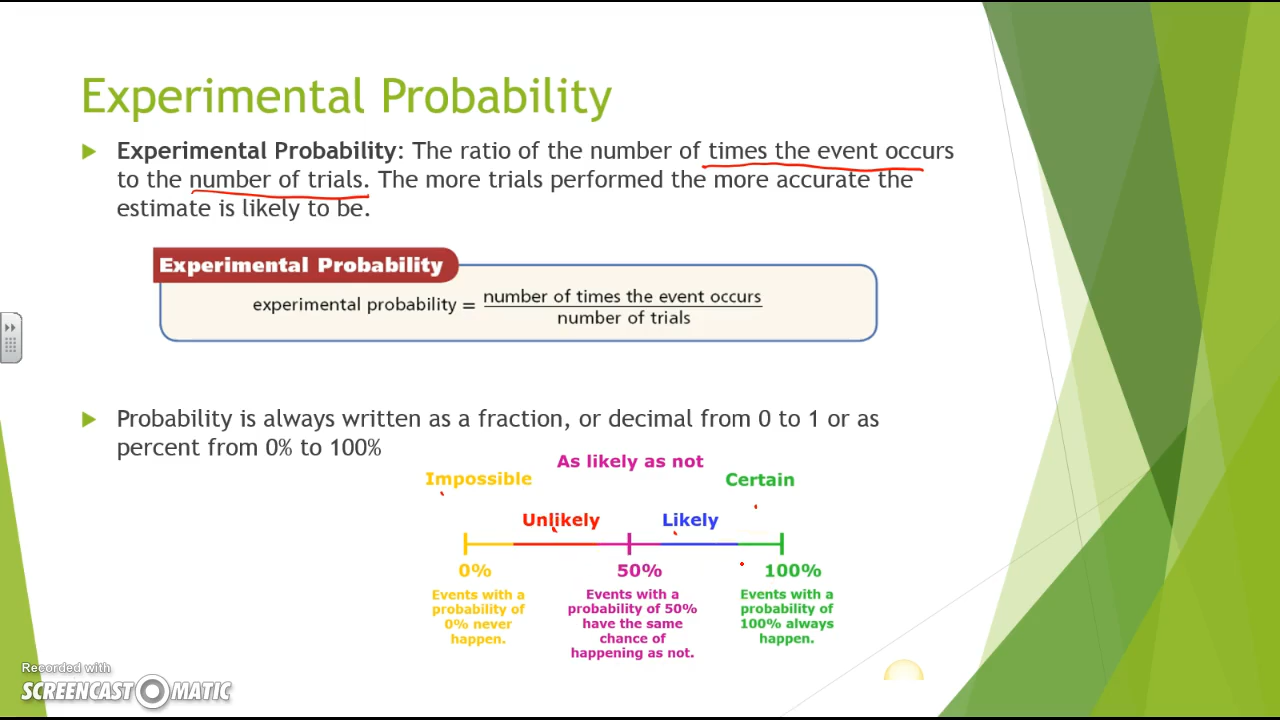 Experimental Probability
Experimental Probability: The ratio of the number of times the event occurs
to the number of trials. The more trials performed the more accurate the
estimate is likely to be.
Experimental Probability
experimental probability = number of times the event occurs
number of trials
Probability is always written as a fraction, or decimal from 0 to 1 or as
percent from 0% to 100%
As likely as not
Impossible
Certain
Unlikely
Likely
0%
50%
100%
Events with a
probability of
0% never
happen.
Events with a
probability of 50%
have the same
chance of
happening as not.
Events with a
probability of
100% always
happen.
Recorded with
SCREENCAST-O-MATIC